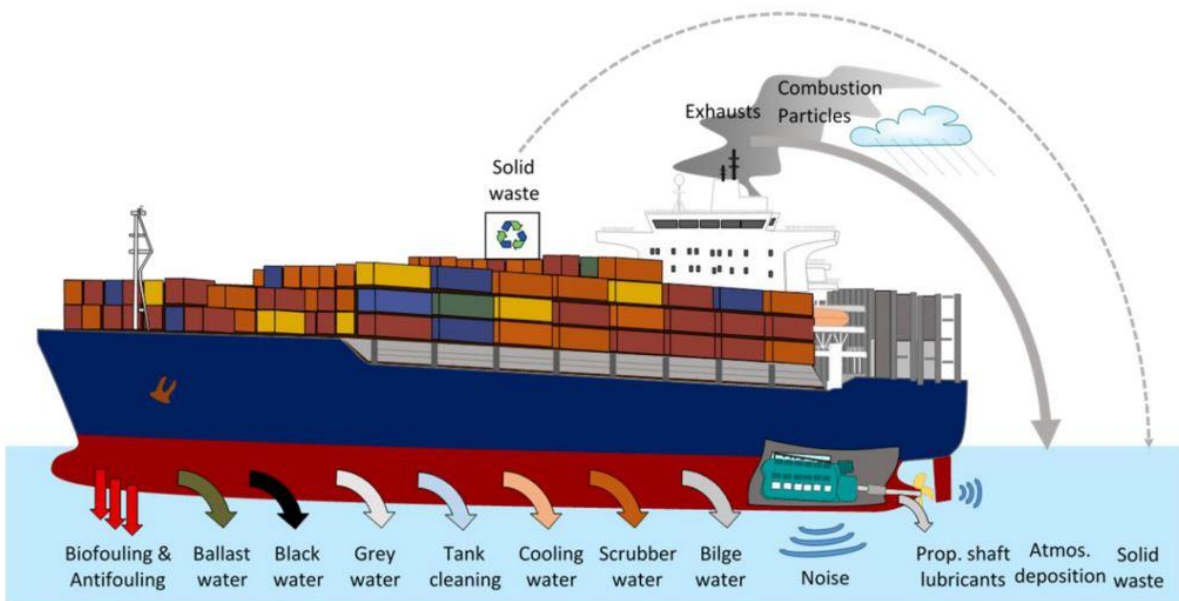 Combustion
Particles
Exhausts
Solid
waste
Biofouling &
Antifouling
Ballast
water
Black
water
Grey
water
Tank
cleaning
Cooling
water
Scrubber
water
Bilge
water
Noise
Prop. shaft
lubricants
Atmos.
deposition
Solid
waste